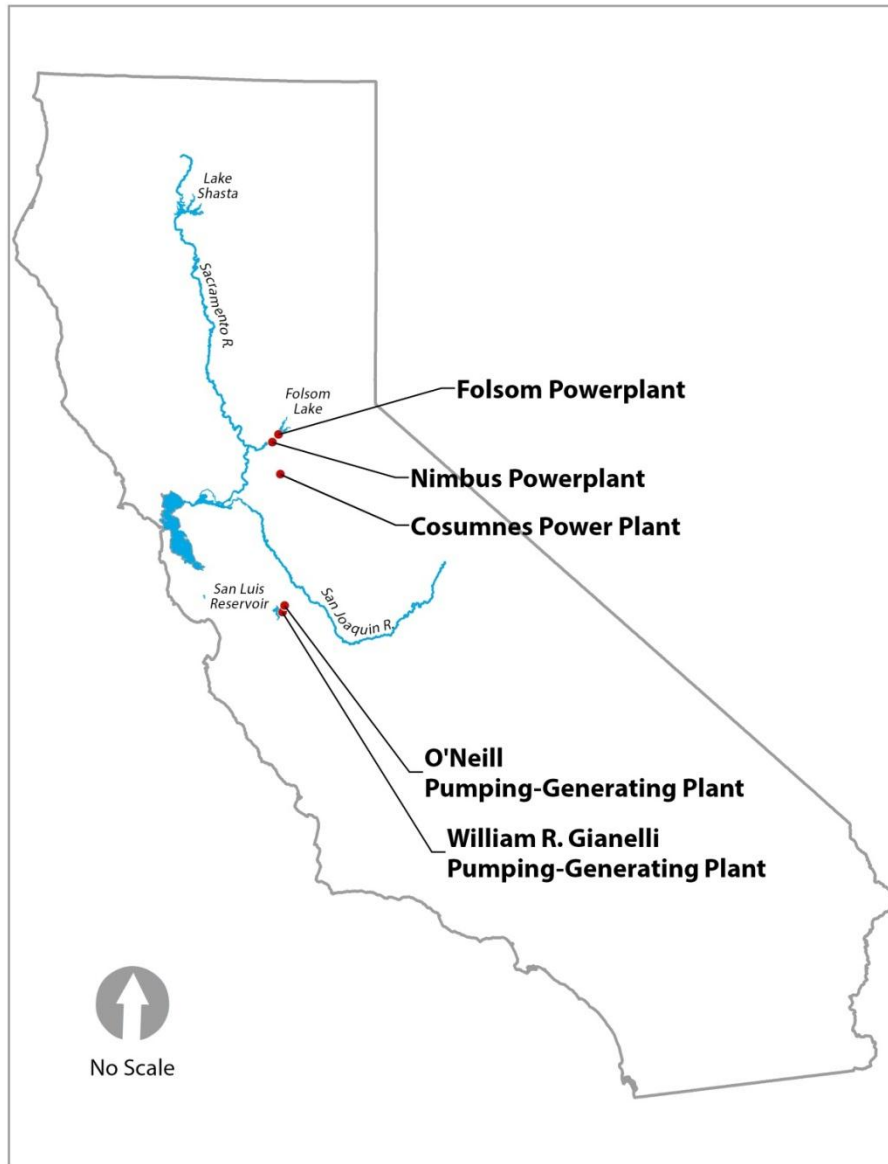 Lake
Shasta
Sacramento R.
Folsom
Lake
Folsom Powerplant
Nimbus Powerplant
Cosumnes Power Plant
San Luis
Reservoir
San Joaquin R.
O'Neill
Pumping-Generating Plant
William R. Gianelli
Pumping-Generating Plant
No Scale